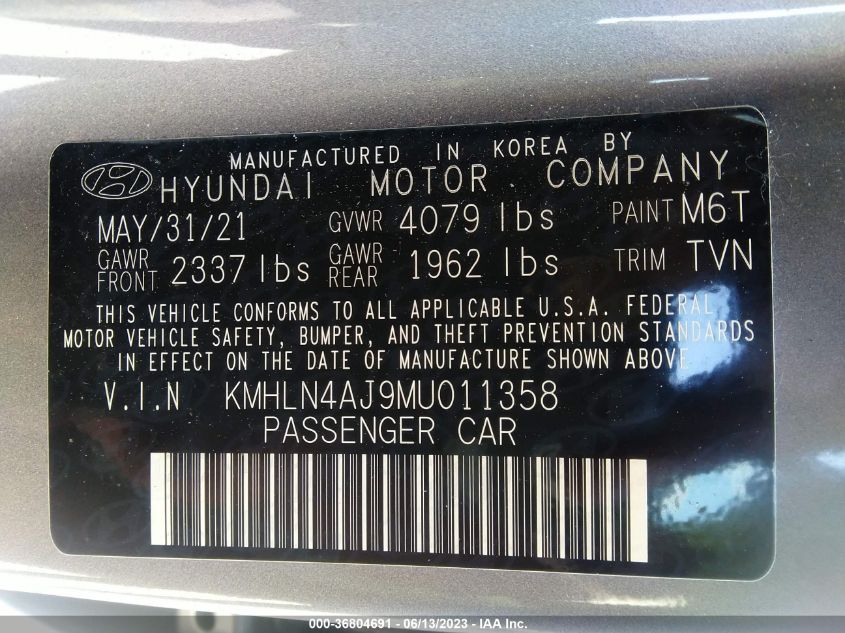 MANUFACTURED IN KOREA BY
HYUNDAI MOTOR COMPANY
MAY/31/21 GVWR 4079 lbs PAINT M6T
GAWR FRONT 2337 lbs GAWR REAR 1962 lbs TRIM TVN
THIS VEHICLE CONFORMS TO ALL APPLICABLE U.S.A. FEDERAL
MOTOR VEHICLE SAFETY, BUMPER, AND THEFT PREVENTION STANDARDS
IN EFFECT ON THE DATE OF MANUFACTURE SHOWN ABOVE
V.I.N KMHLN4AJ9MU011358
PASSENGER CAR
000-36804691 - 06/13/2023 - IAA Inc.